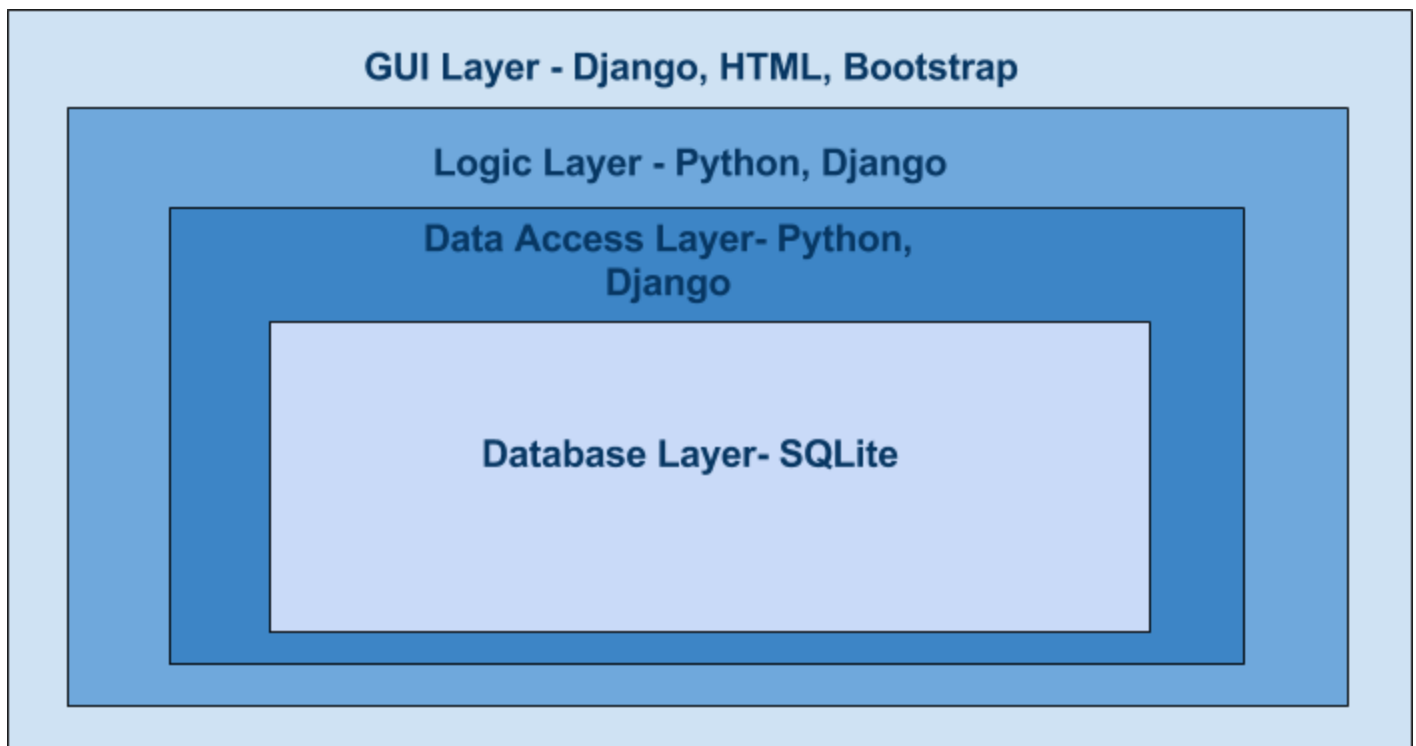 GUI Layer - Django, HTML, Bootstrap
Logic Layer - Python, Django
Data Access Layer- Python,
Django
Database Layer- SQLite